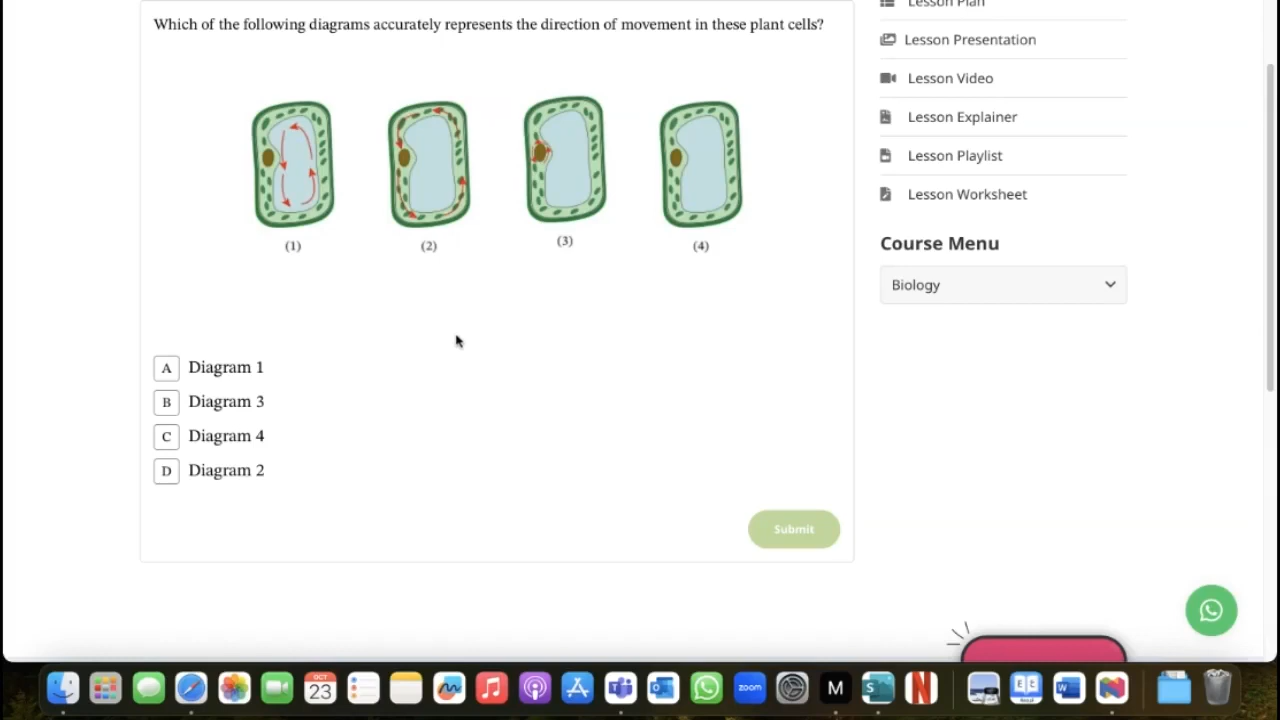 Lesson Plan
Which of the following diagrams accurately represents the direction of movement in these plant cells?
Lesson Presentation
Lesson Video
Lesson Explainer
Lesson Playlist
Lesson Worksheet
(1)
(2)
(3)
(4)
Course Menu
Biology
A Diagram 1
B Diagram 3
C Diagram 4
D Diagram 2
Submit
OCT
23
zoom
M
S
N
W